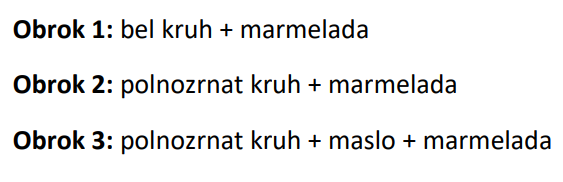 Obrok 1: bel kruh + marmelada
Obrok 2: polnozrnat kruh + marmelada
Obrok 3: polnozrnat kruh + maslo + marmelada